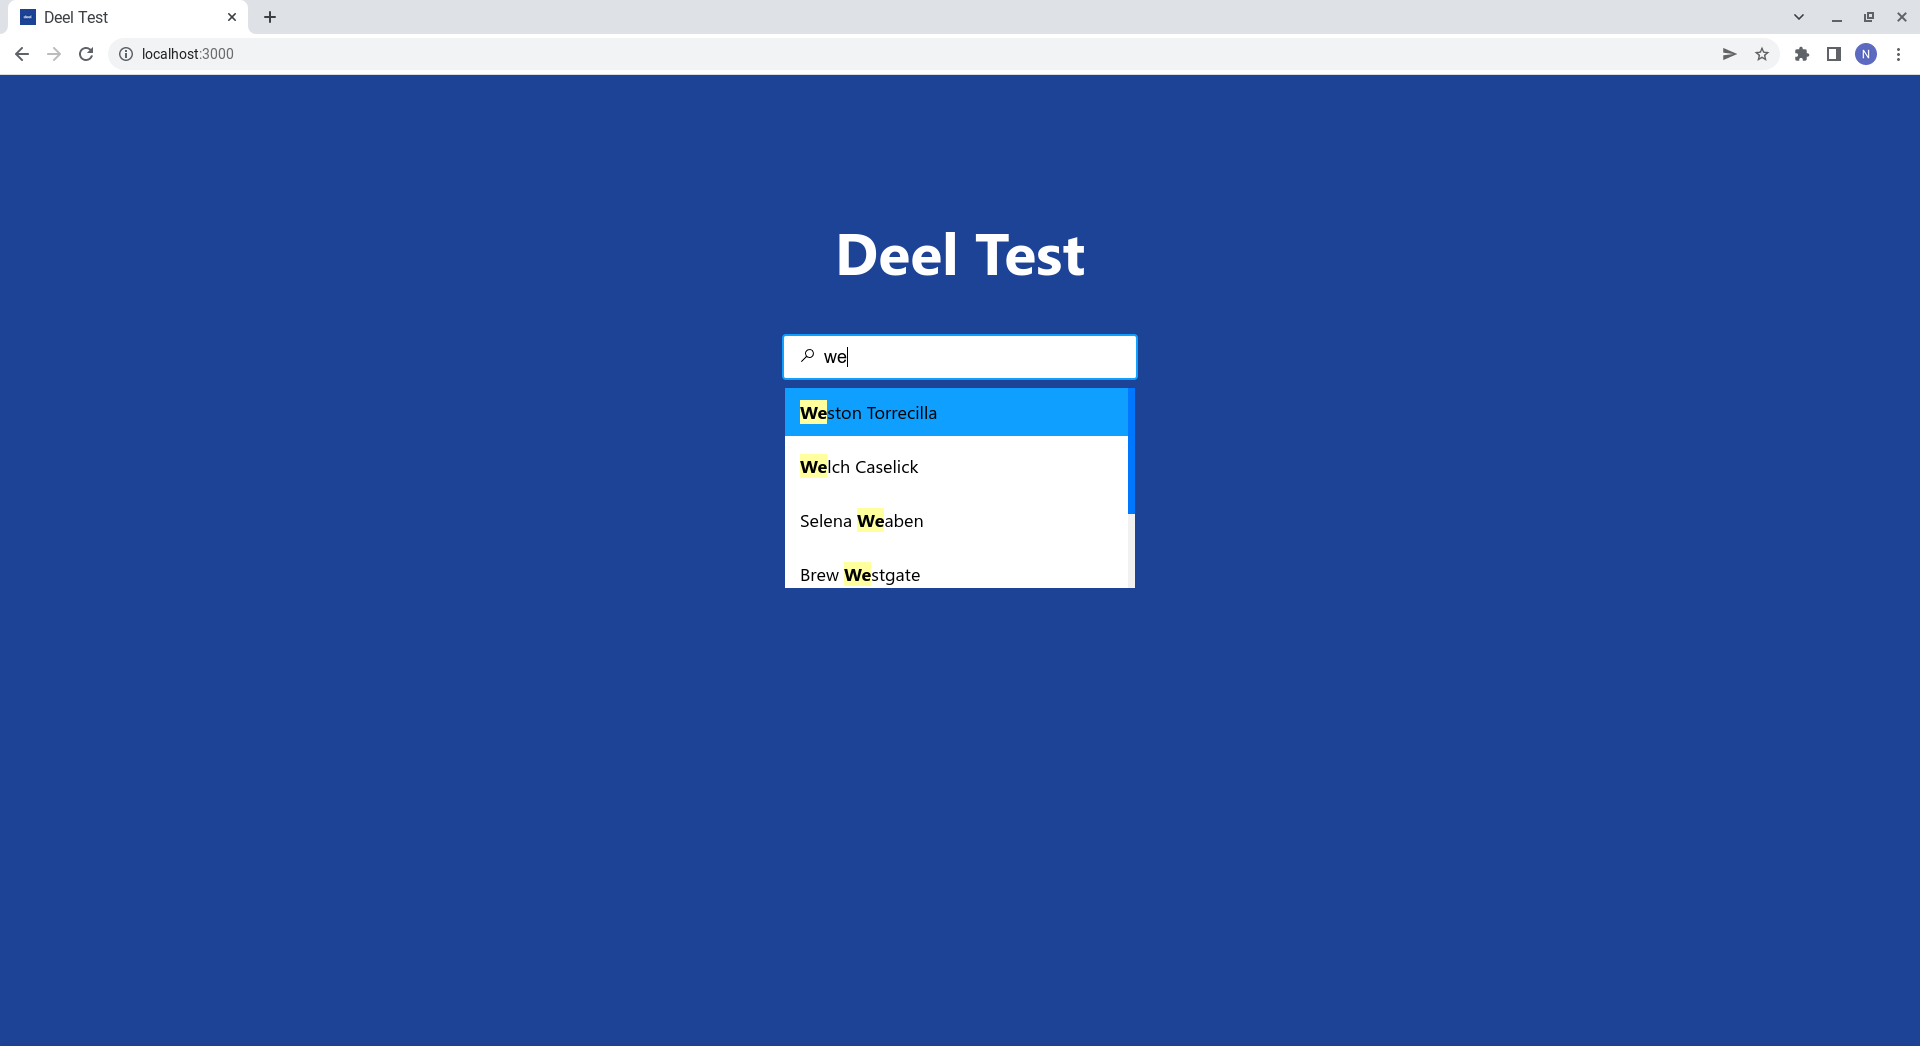 Deel Test
localhost:3000
N
Deel Test
we
Weston Torrecilla
Welch Caselick
Selena Weaben
Brew Westgate